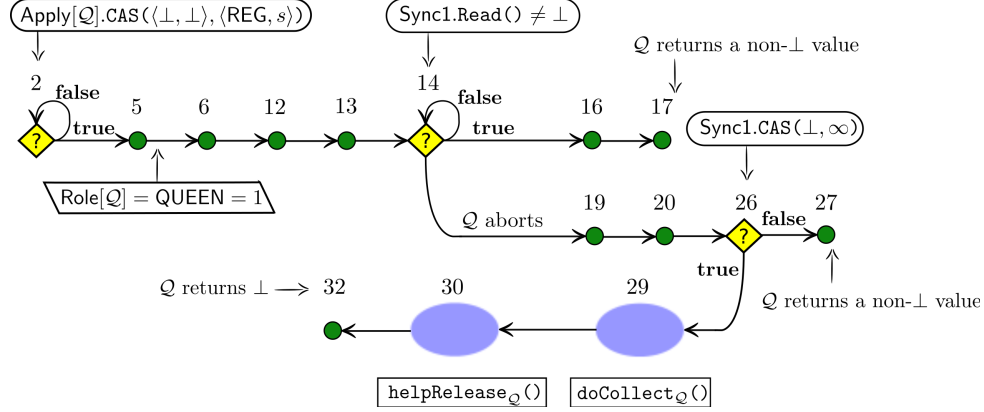 Apply[𝒬].CAS(⟨⊥, ⊥⟩, ⟨REG, s⟩)
Sync1.Read() ≠ ⊥
𝒬 returns a non-⊥ value
2
false
?
true
5
6
12
13
14
false
?
true
16
17
Sync1.CAS(⊥, ∞)
Role[𝒬] = QUEEN = 1
𝒬 aborts
19
20
26
?
false
27
true
𝒬 returns ⊥
32
30
29
𝒬 returns a non-⊥ value
helpRelease𝒬()
doCollect𝒬()